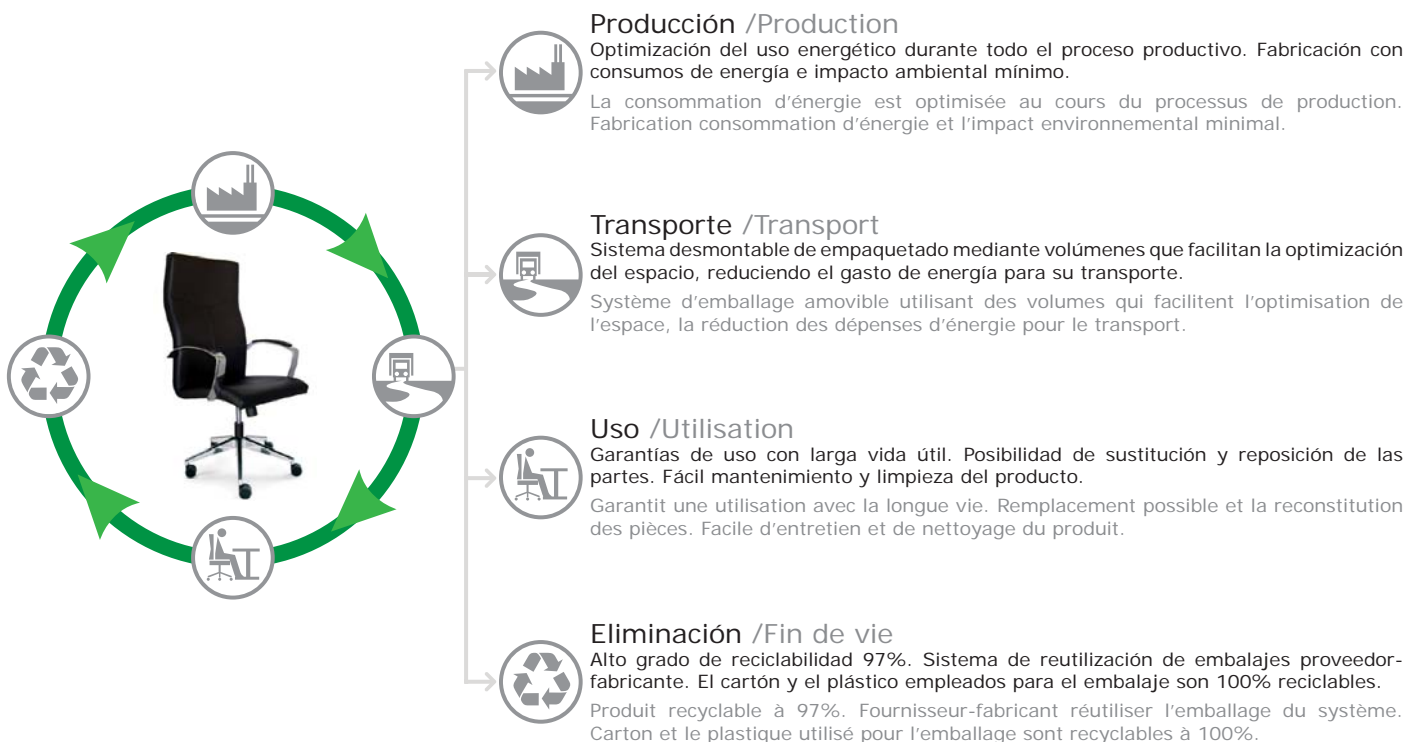 Producción /Production
Optimización del uso energético durante todo el proceso productivo. Fabricación con
consumos de energía e impacto ambiental mínimo.
La consommation d'énergie est optimisée au cours du processus de production.
Fabrication consommation d'énergie et l'impact environnemental minimal.
Transporte /Transport
Sistema desmontable de empaquetado mediante volúmenes que facilitan la optimización
del espacio, reduciendo el gasto de energía para su transporte.
Système d'emballage amovible utilisant des volumes qui facilitent l'optimisation de
l'espace, la réduction des dépenses d'énergie pour le transport.
Uso /Utilisation
Garantías de uso con larga vida útil. Posibilidad de sustitución y reposición de las
partes. Fácil mantenimiento y limpieza del producto.
Garantit une utilisation avec la longue vie. Remplacement possible et la reconstitution
des pièces. Facile d'entretien et de nettoyage du produit.
Eliminación /Fin de vie
Alto grado de reciclabilidad 97%. Sistema de reutilización de embalajes proveedor-
fabricante. El cartón y el plástico empleados para el embalaje son 100% reciclables.
Produit recyclable à 97%. Fournisseur-fabricant réutiliser l'emballage du système.
Carton et le plastique utilisé pour l'emballage sont recyclables à 100%.